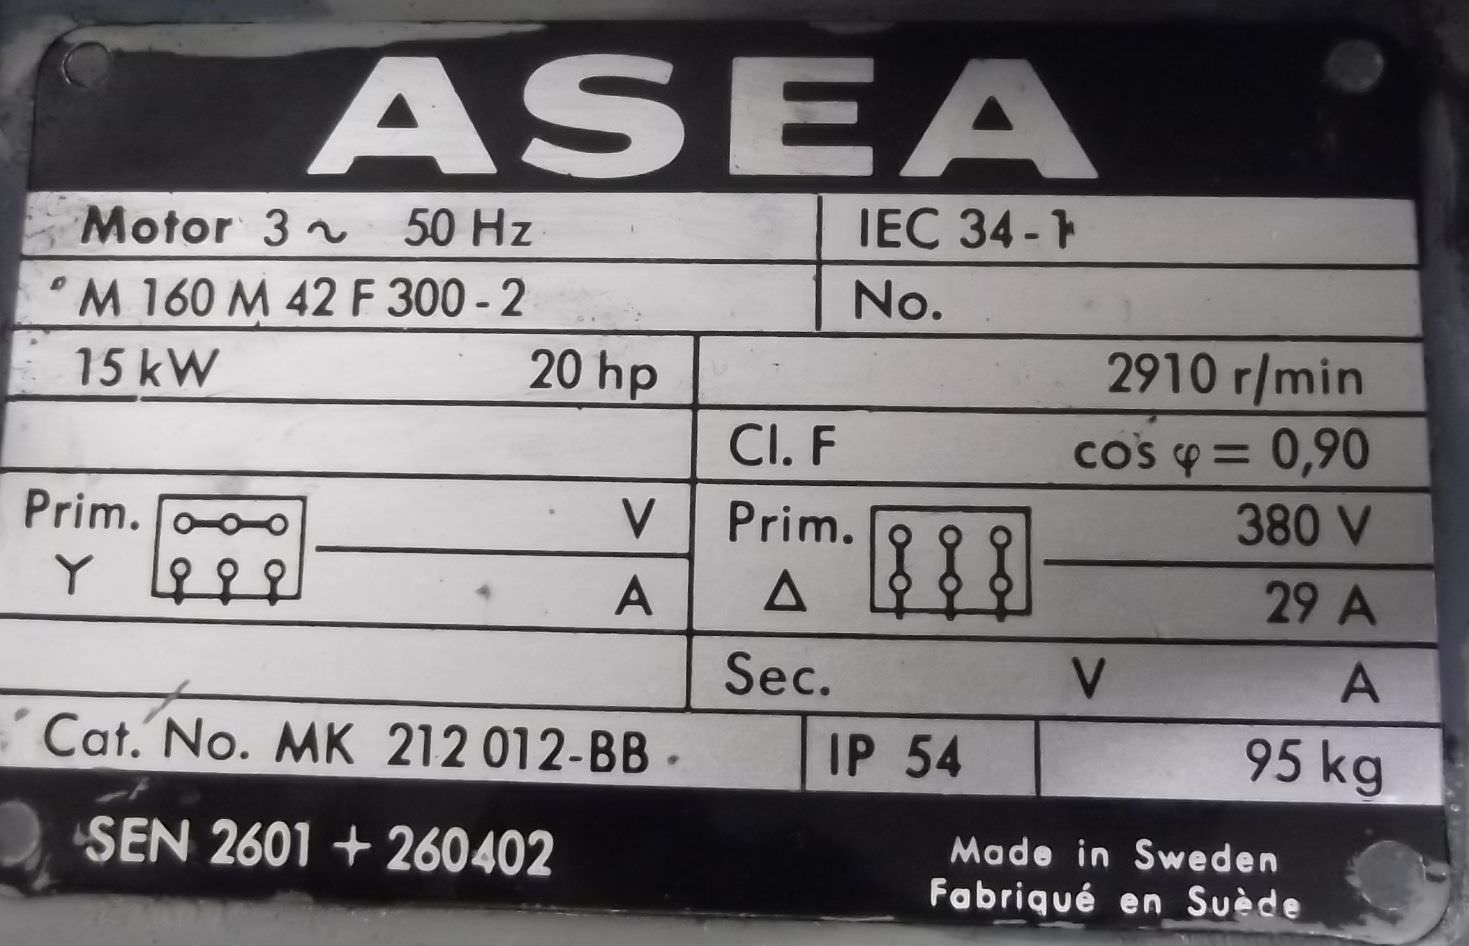 ASEA
Motor 3 ~ 50 Hz IEC 34-1
M 160 M 42 F 300-2 No.
15 kW 20 hp 2910 r/min
Cl. F cos φ = 0,90
Prim. V Prim. 380 V
Y A Δ 29 A
Sec. V A
Cat. No. MK 212 012-BB IP 54 95 kg
SEN 2601 + 260402
Made in Sweden
Fabriqué en Suède